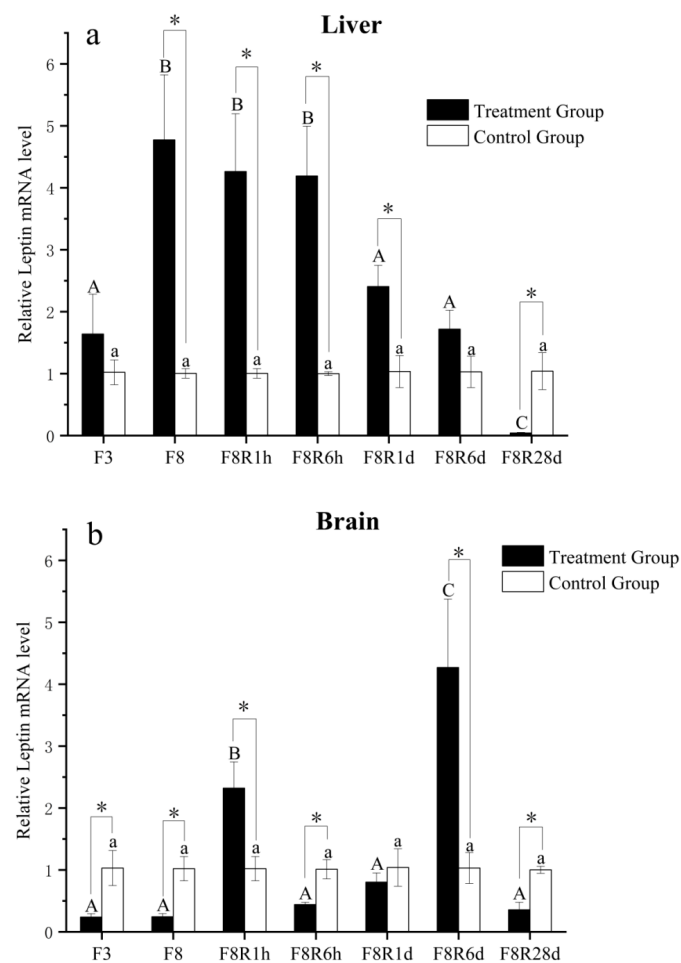 a
Liver
Relative Leptin mRNA level
6
5
4
3
2
1
0
Treatment Group
Control Group
*
*
*
*
*
A
a
B
a
B
a
B
a
A
a
A
a
C
a
F3
F8
F8R1h
F8R6h
F8R1d
F8R6d
F8R28d
b
Brain
Relative Leptin mRNA level
6
5
4
3
2
1
0
Treatment Group
Control Group
*
*
*
*
*
*
A
a
A
a
B
a
A
a
A
a
C
a
A
a
F3
F8
F8R1h
F8R6h
F8R1d
F8R6d
F8R28d